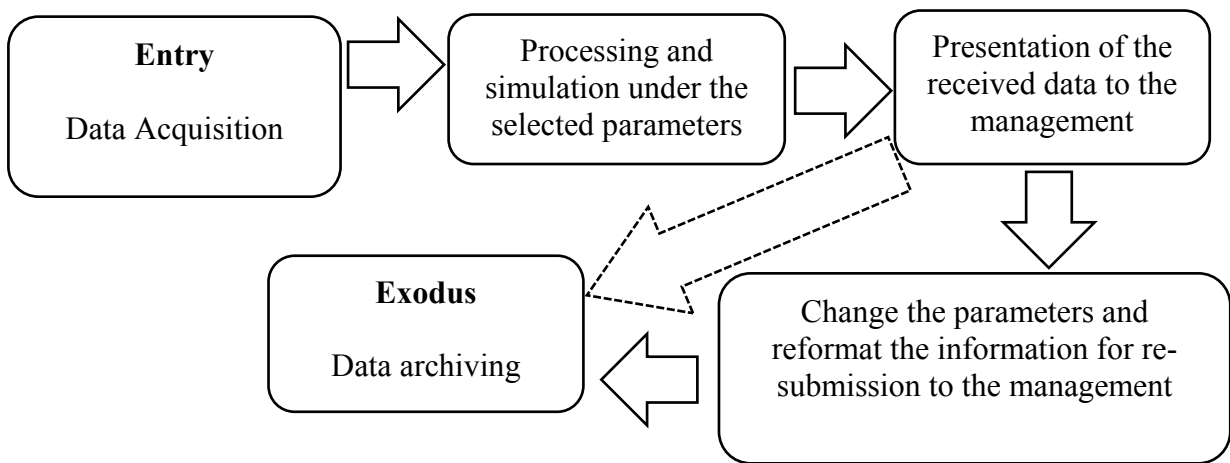 Entry
Data Acquisition
Processing and
simulation under the
selected parameters
Presentation of the
received data to the
management
Change the parameters and
reformat the information for re-
submission to the management
Exodus
Data archiving